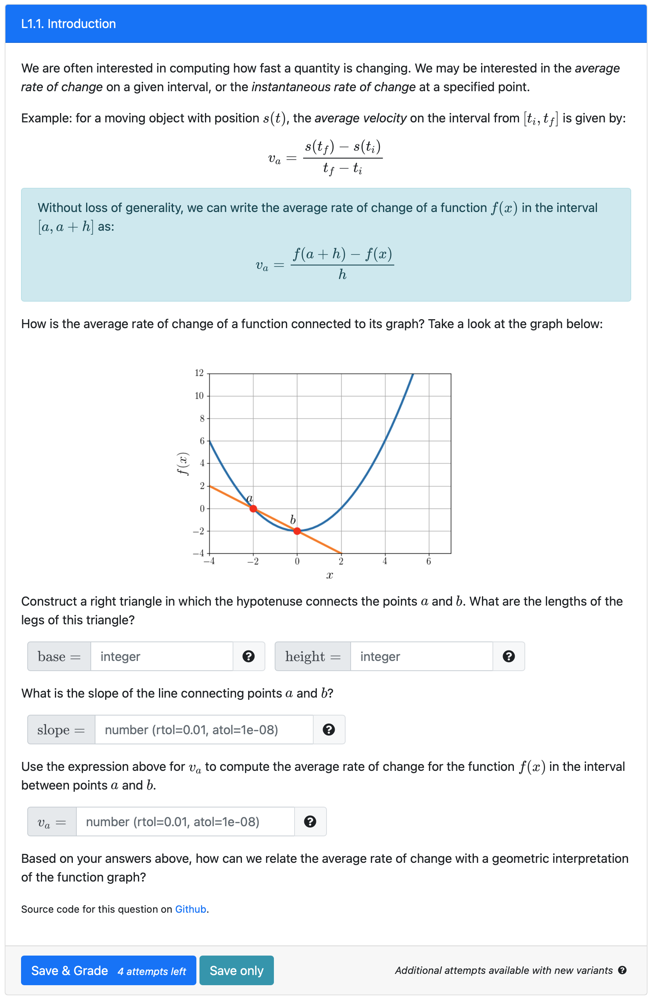 L1.1. Introduction
We are often interested in computing how fast a quantity is changing. We may be interested in the average
rate of change on a given interval, or the instantaneous rate of change at a specified point.
Example: for a moving object with position s(t), the average velocity on the interval from [t_i, t_f] is given by:
v_a = \frac{s(t_f) − s(t_i)}{t_f − t_i}
Without loss of generality, we can write the average rate of change of a function f(x) in the interval
[a, a + h] as:
v_a = \frac{f(a + h) − f(x)}{h}
How is the average rate of change of a function connected to its graph? Take a look at the graph below:
12
10
8
6
4
2
0
−2
−4
f(x)
a
b
−4 −2 0 2 4 6
x
Construct a right triangle in which the hypotenuse connects the points a and b. What are the lengths of the
legs of this triangle?
base = integer ? height = integer ?
What is the slope of the line connecting points a and b?
slope = number (rtol=0.01, atol=1e-08) ?
Use the expression above for v_a to compute the average rate of change for the function f(x) in the interval
between points a and b.
v_a = number (rtol=0.01, atol=1e-08) ?
Based on your answers above, how can we relate the average rate of change with a geometric interpretation
of the function graph?
Source code for this question on Github.
Save & Grade 4 attempts left Save only Additional attempts available with new variants ?